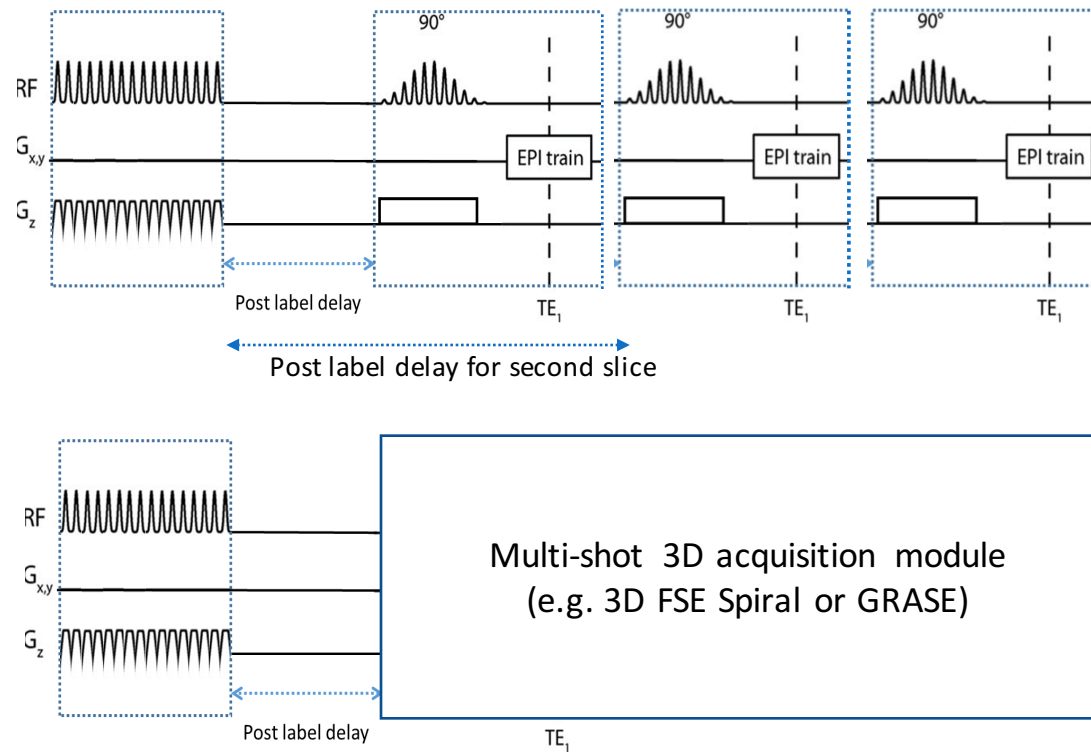 90° 90° 90°
RF
Gx,y EPI train EPI train EPI train
Gz
Post label delay TE1 TE1 TE1
Post label delay for second slice
RF
Multi-shot 3D acquisition module
Gx,y
(e.g. 3D FSE Spiral or GRASE)
Gz
Post label delay TE1